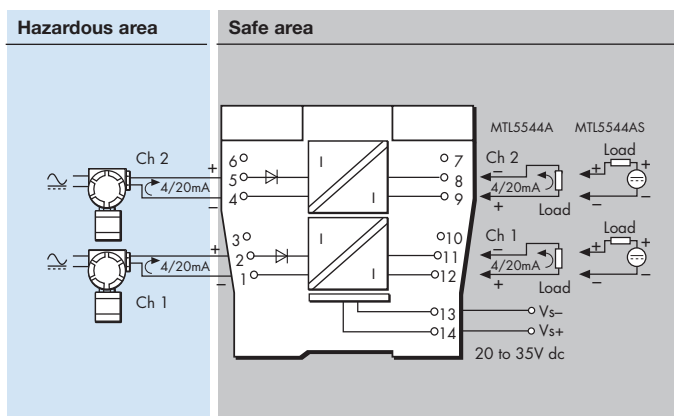 Hazardous area
Safe area
MTL5544A
MTL5544AS
Ch 2
4/20mA
+
−
6
5
4
I
I
7
8
9
Ch 2
−
4/20mA
+
Load
Load
+
−
+
−
3
2
1
+
4/20mA
−
Ch 1
I
I
10
11
12
Ch 1
−
4/20mA
+
Load
Load
+
−
+
−
13
Vs−
14
Vs+
20 to 35V dc